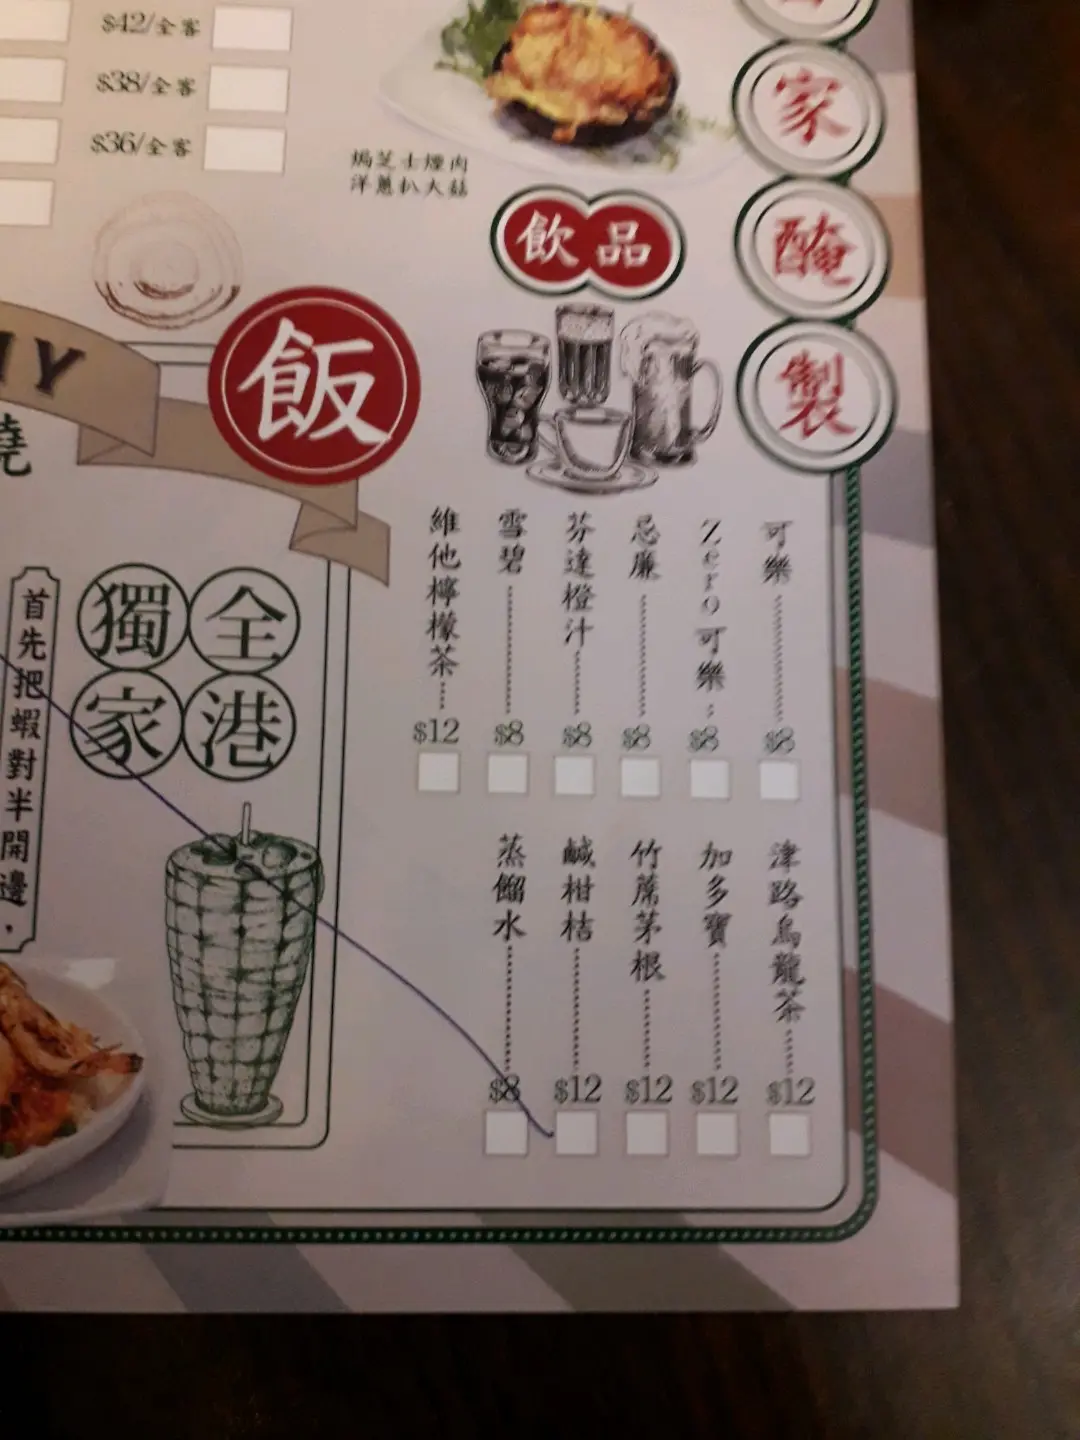 $42/全客
$38/全客
$36/全客
焗芝士煙肉
洋蔥扒大菇
飲品
家醃製
飯
全港
獨家
首先把蝦對半開邊，
可樂 $8
Zero可樂 $8
忌廉 $8
芬達橙汁 $8
雪碧 $8
維他檸檬茶 $12
津路烏龍茶 $12
加多寶 $12
竹蔗茅根 $12
鹹柑桔 $12
蒸餾水 $8